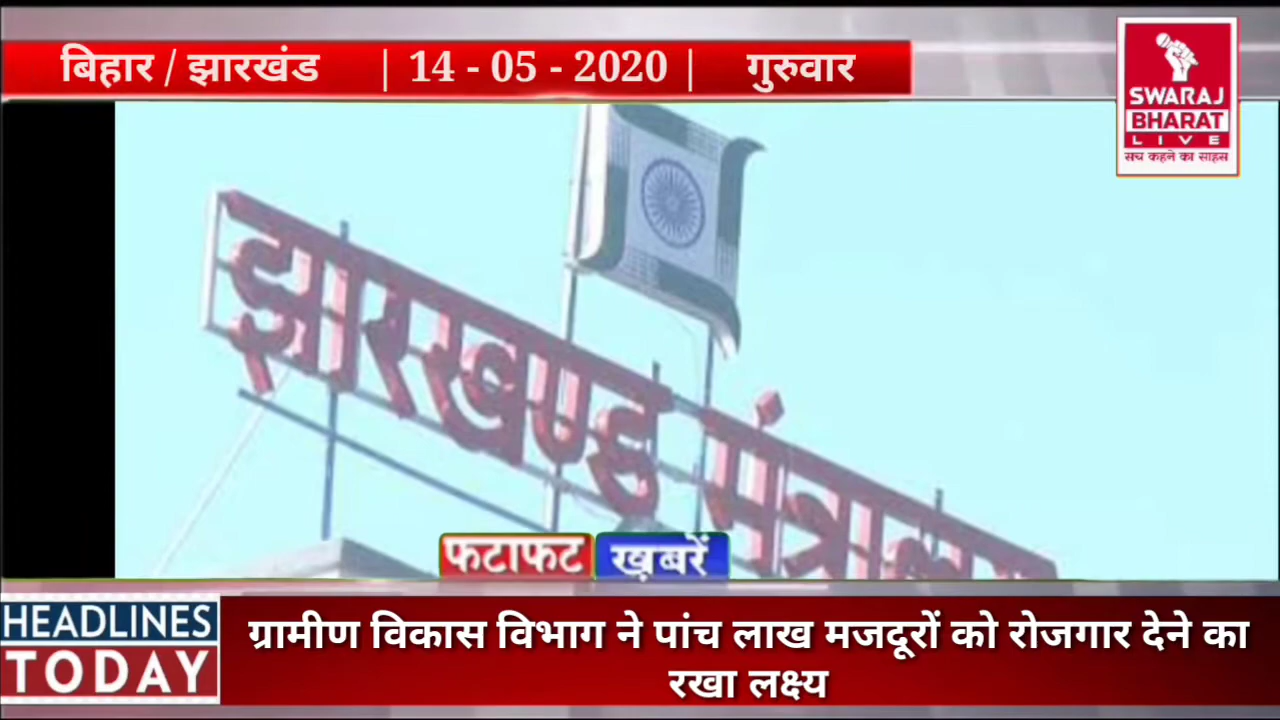 बिहार / झारखंड | 14 - 05 - 2020 | गुरुवार
SWARAJ
BHARAT
LIVE
सच कहने का साहस
झारखण्ड
फटाफट ख़बरें
HEADLINES
TODAY
ग्रामीण विकास विभाग ने पांच लाख मजदूरों को रोजगार देने का
रखा लक्ष्य